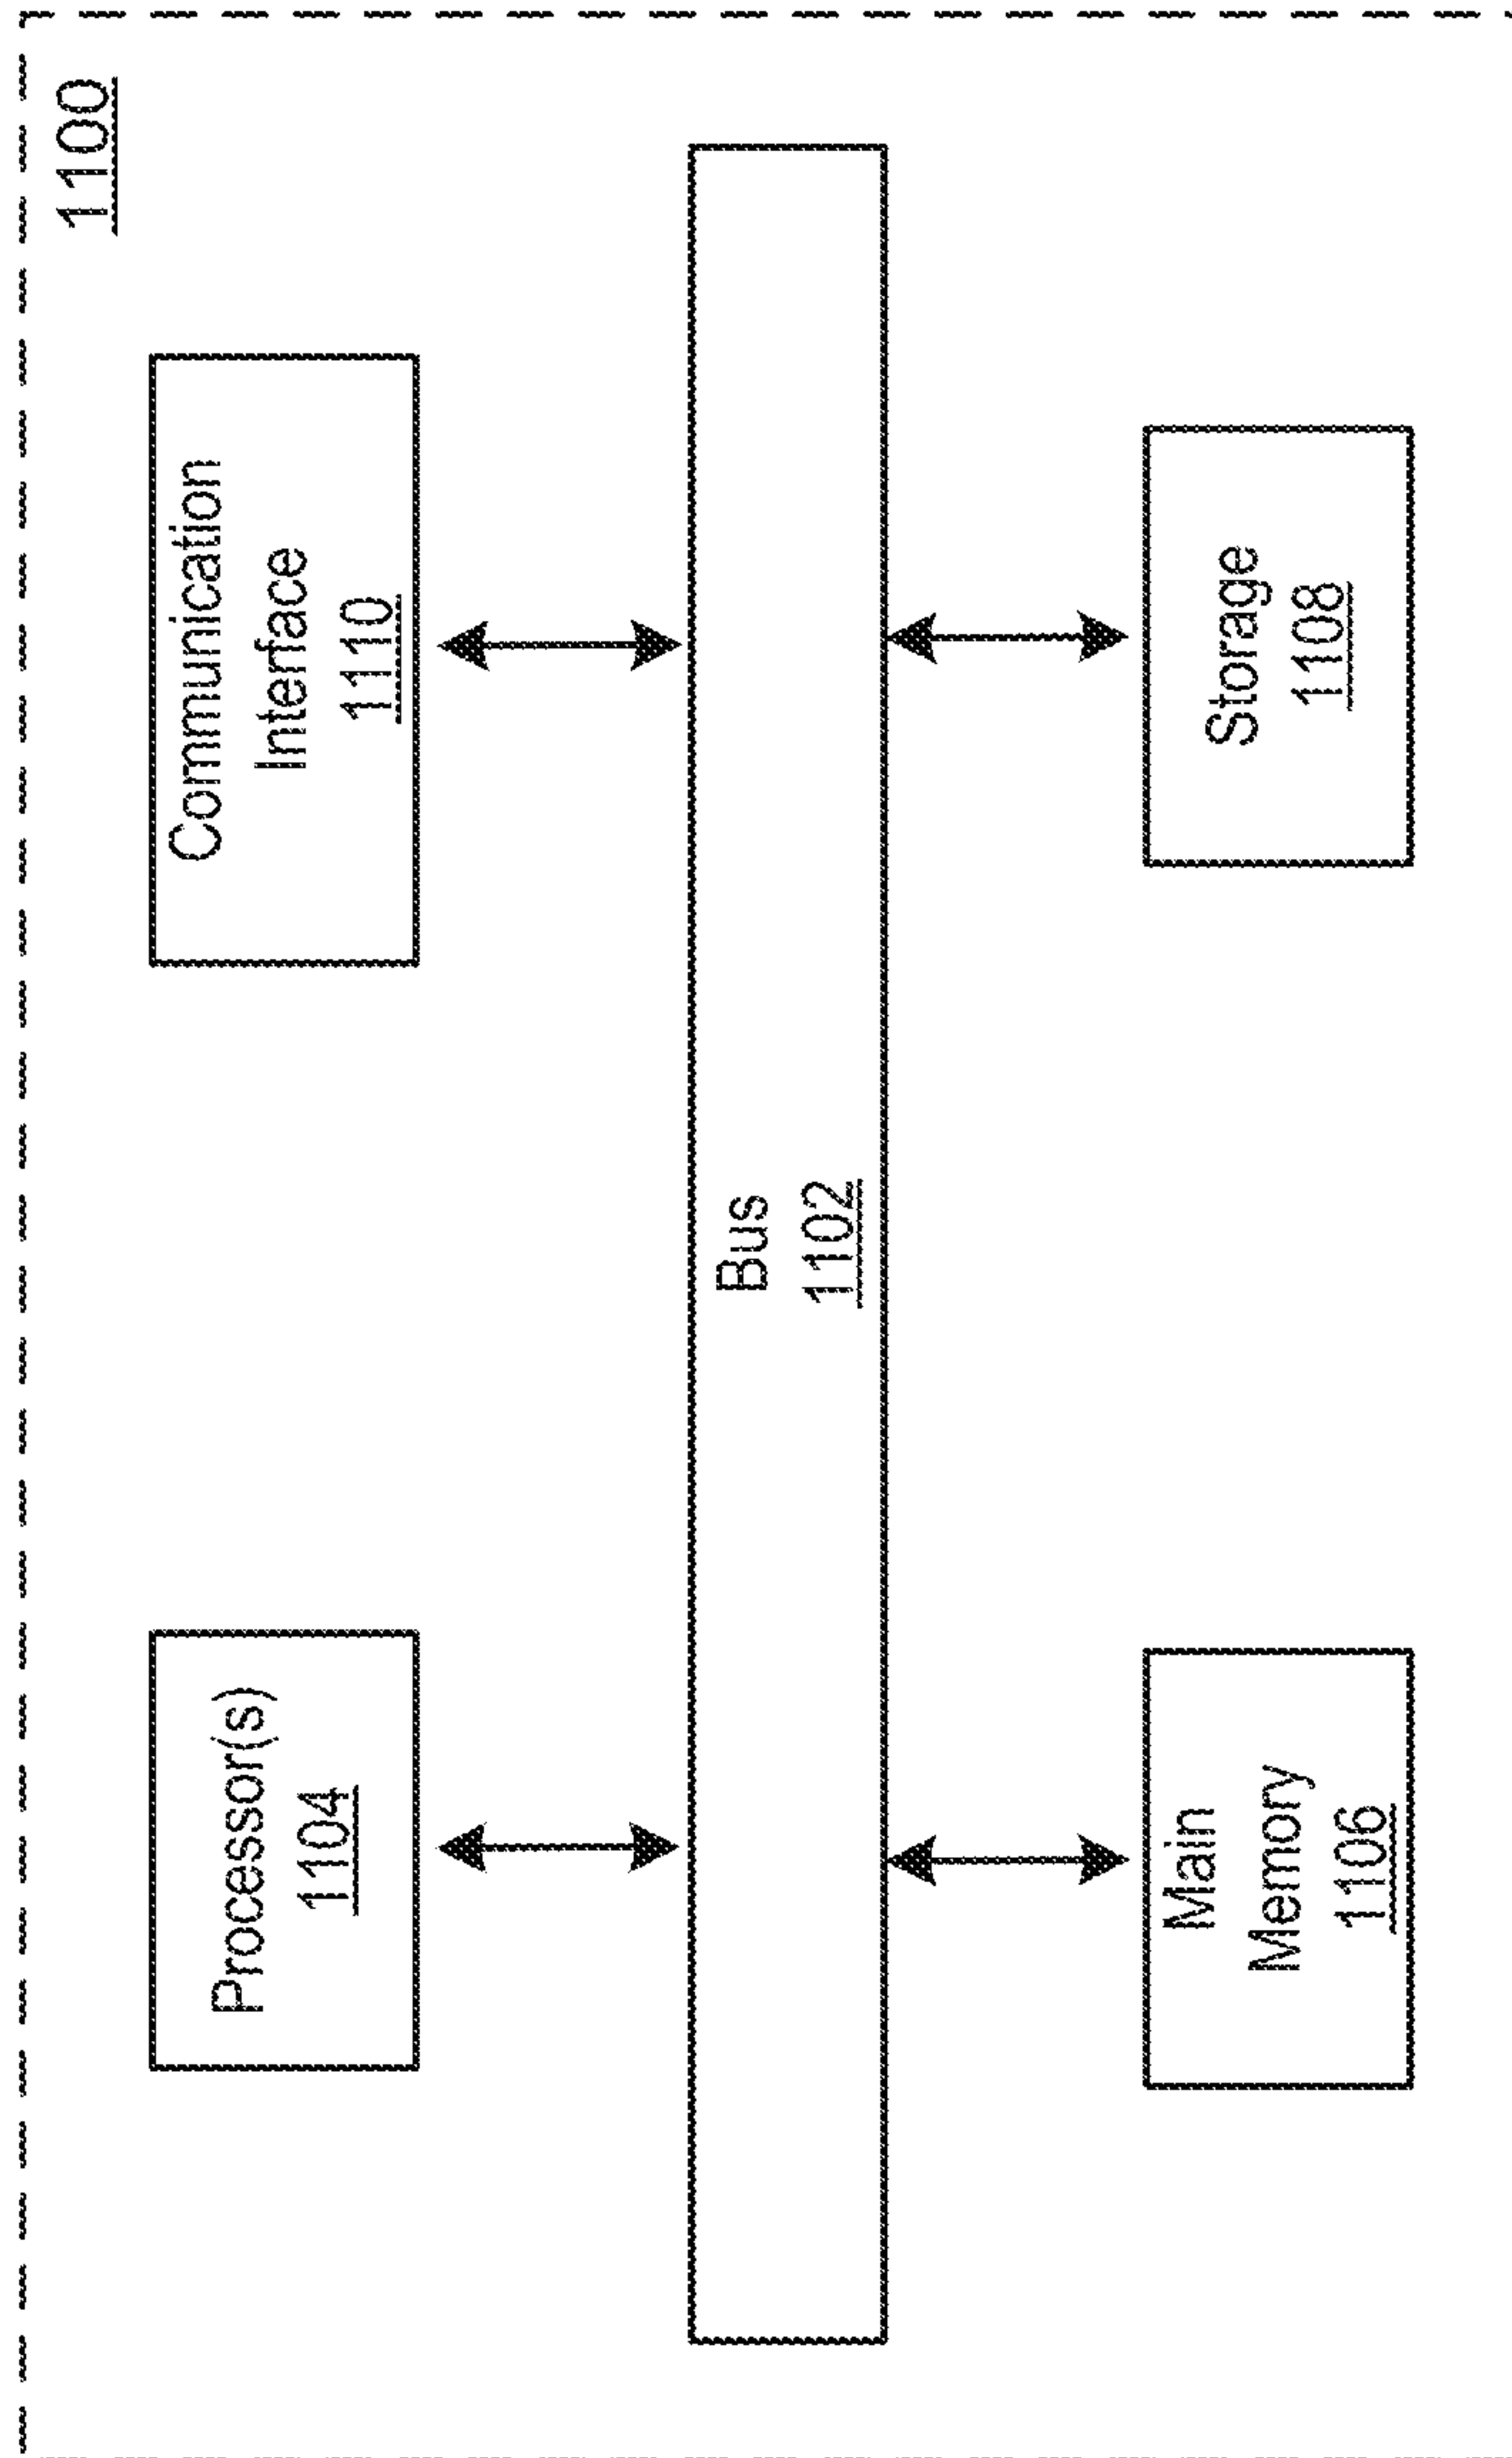 1100
Processor(s)
1104
Communication
Interface
1110
Bus
1102
Main
Memory
1106
Storage
1108